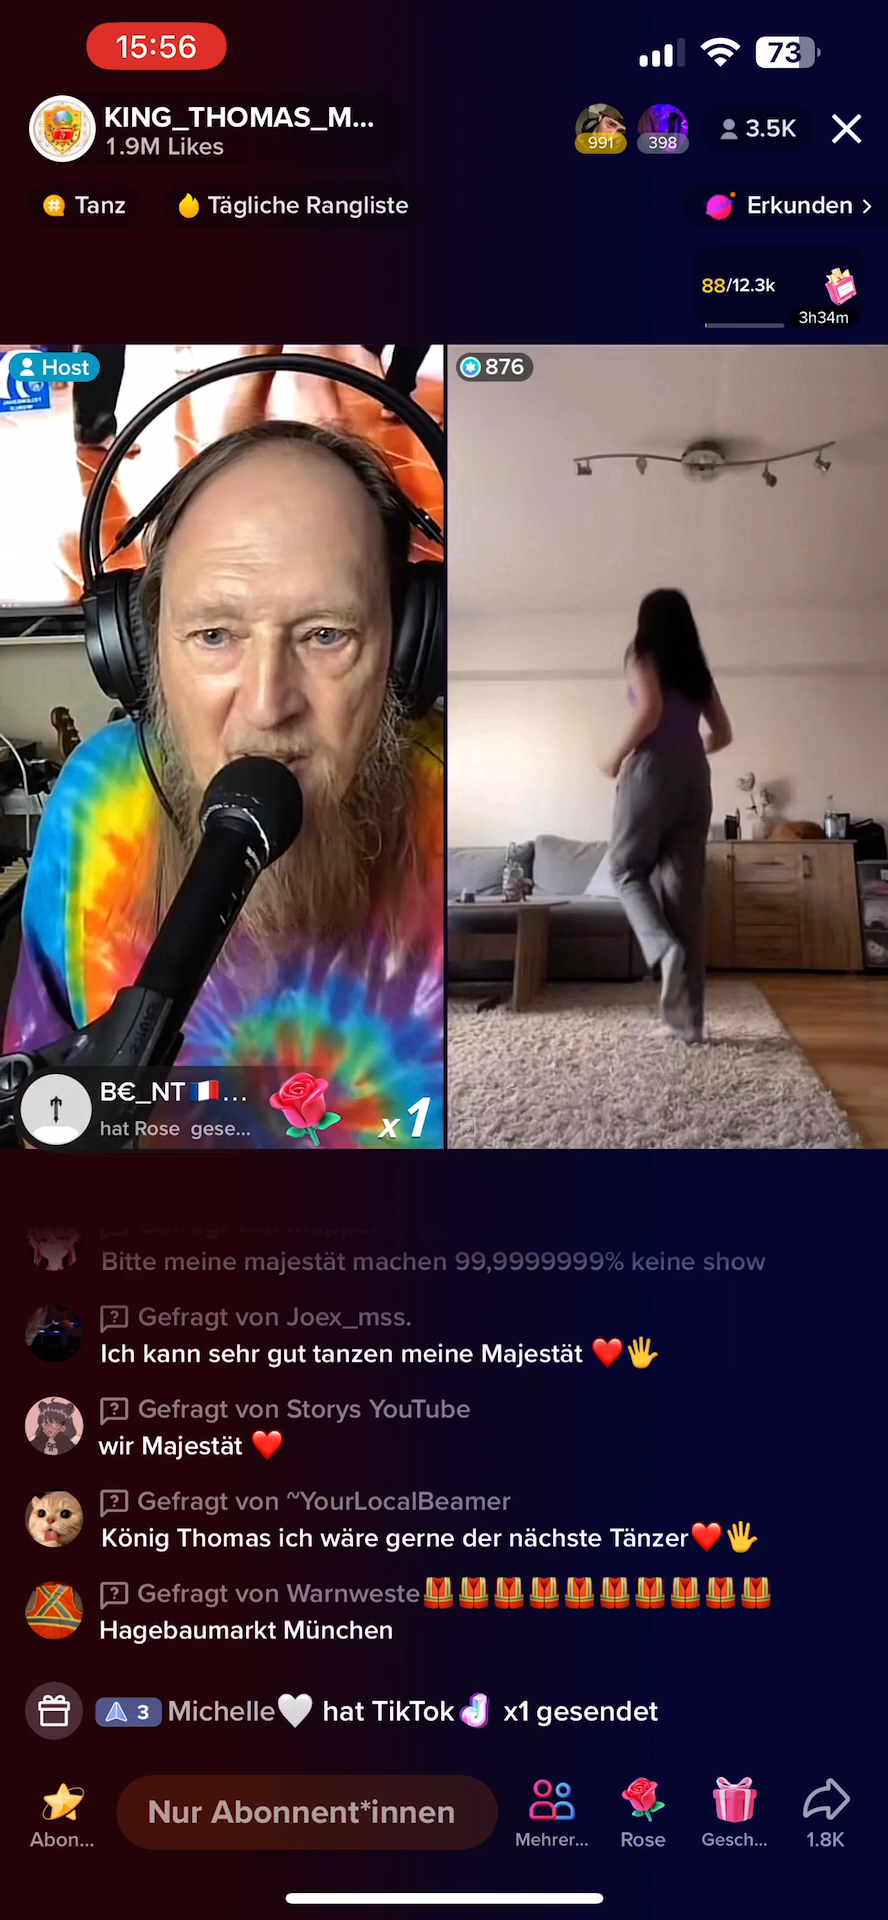 15:56
73
KING_THOMAS_M...
1.9M Likes
991
398
3.5K
Tanz
Tägliche Rangliste
Erkunden
88/12.3k
3h34m
Host
876
B€_NT🇫🇷...
hat Rose gese...
x1
Bitte meine majestät machen 99,9999999% keine show
Gefragt von Joex_mss.
Ich kann sehr gut tanzen meine Majestät ❤️🖐️
Gefragt von Storys YouTube
wir Majestät ❤️
Gefragt von ~YourLocalBeamer
König Thomas ich wäre gerne der nächste Tänzer❤️🖐️
Gefragt von Warnweste🦺🦺🦺🦺🦺🦺🦺🦺🦺🦺
Hagebaumarkt München
3 Michelle🤍 hat TikTok x1 gesendet
Abon...
Nur Abonnent*innen
Mehrer...
Rose
Gesch...
1.8K